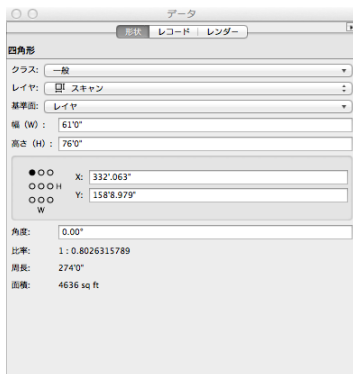 データ
形状 レコード レンダー
四角形
クラス: 一般
レイヤ: スキャン
基準面: レイヤ
幅 (W) : 61'0"
高さ (H) : 76'0"
X: 332'.063"
H
Y: 158'8.979"
W
角度: 0.00°
比率: 1 : 0.8026315789
周長: 274'0"
面積: 4636 sq ft